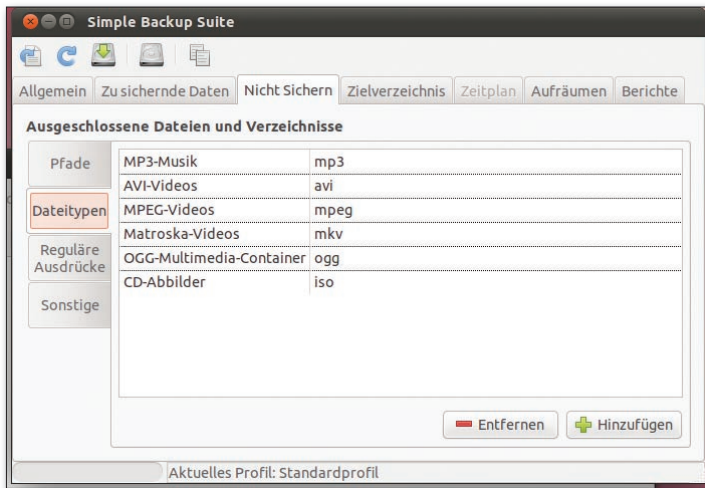 Simple Backup Suite
Allgemein Zu sichernde Daten Nicht Sichern Zielverzeichnis Zeitplan Aufräumen Berichte
Ausgeschlossene Dateien und Verzeichnisse
Pfade
Dateitypen
Reguläre
Ausdrücke
Sonstige
MP3-Musik mp3
AVI-Videos avi
MPEG-Videos mpeg
Matroska-Videos mkv
OGG-Multimedia-Container ogg
CD-Abbilder iso
Entfernen Hinzufügen
Aktuelles Profil: Standardprofil